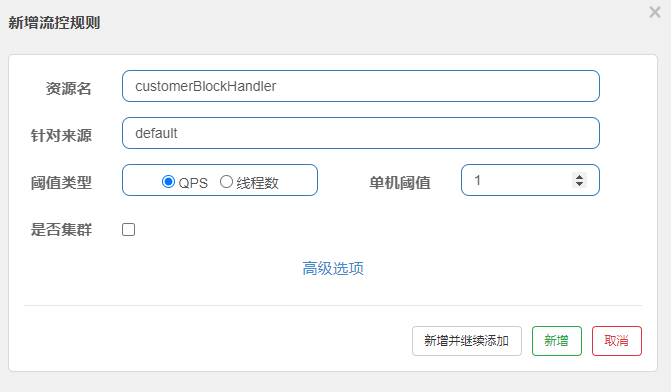 新增流控规则
资源名 customerBlockHandler
针对来源 default
阈值类型 QPS 线程数 单机阈值 1
是否集群
高级选项
新增并继续添加 新增 取消